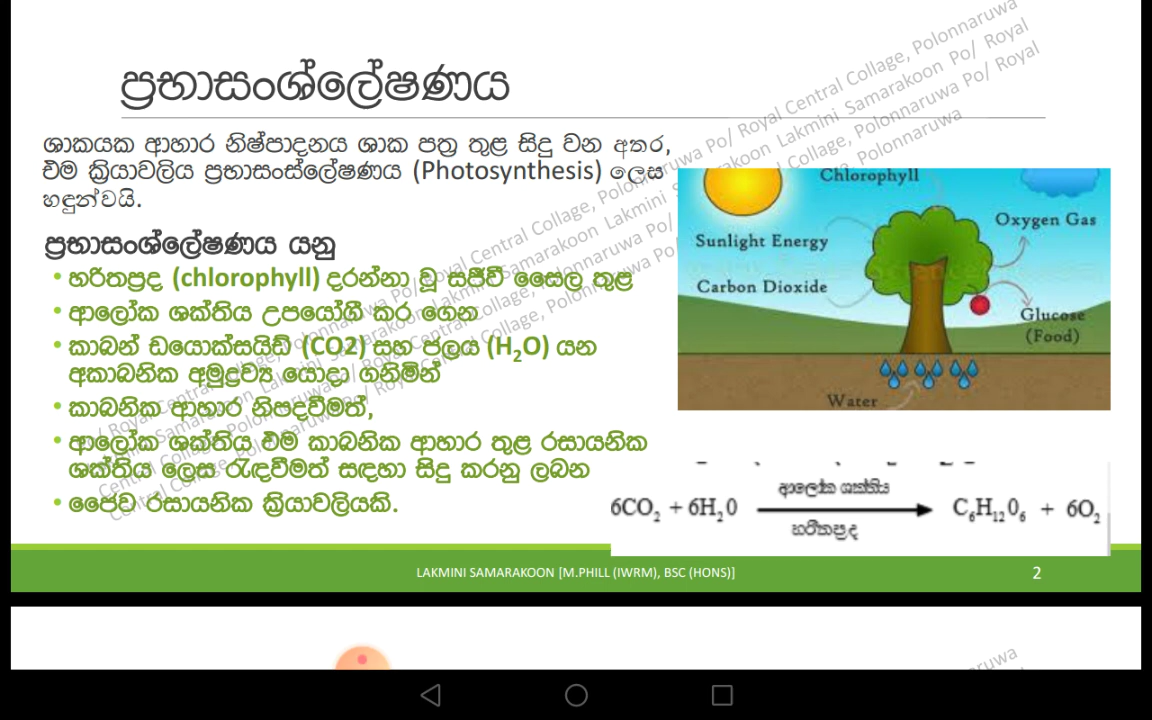 ප්‍රභාසංශ්ලේෂණය
ශාකයක ආහාර නිෂ්පාදනය ශාක පත්‍ර තුළ සිදු වන අතර,
එම ක්‍රියාවලිය ප්‍රභාසංස්ලේෂණය (Photosynthesis) ලෙස
හඳුන්වයි.
ප්‍රභාසංශ්ලේෂණය යනු
• හරිතප්‍රද (chlorophyll) දරන්නා වූ සජීවී සෛල තුළ
• ආලෝක ශක්තිය උපයෝගී කර ගෙන
• කාබන් ඩයොක්සයිඩ් (CO2) සහ ජලය (H₂O) යන
අකාබනික අමුද්‍රව්‍ය යොදා ගනිමින්
• කාබනික ආහාර නිපදවීමත්,
• ආලෝක ශක්තිය එම කාබනික ආහාර තුළ රසායනික
ශක්තිය ලෙස රැඳවීමත් සඳහා සිදු කරනු ලබන
• ජෛව රසායනික ක්‍රියාවලියකි.
Chlorophyll
Oxygen Gas
Sunlight Energy
Carbon Dioxide
Glucose
(Food)
Water
ආලෝක ශක්තිය
6CO₂ + 6H₂0 → C₆H₁₂0₆ + 6O₂
හරිතප්‍රද
LAKMINI SAMARAKOON [M.PHILL (IWRM), BSC (HONS)]
2
Po/ Royal Central Collage, Polonnaruwa
Lakmini Samarakoon Po/ Royal
Central Collage, Polonnaruwa Po/ Royal
Collage, Polonnaruwa